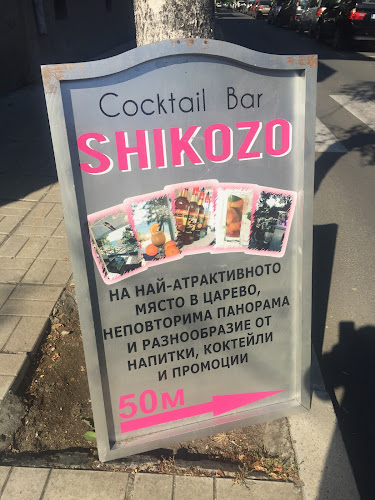 Cocktail Bar
SHIKOZO
НА НАЙ-АТРАКТИВНОТО
МЯСТО В ЦАРЕВО,
НЕПОВТОРИМА ПАНОРАМА
И РАЗНООБРАЗИЕ ОТ
НАПИТКИ, КОКТЕЙЛИ
И ПРОМОЦИИ
50м